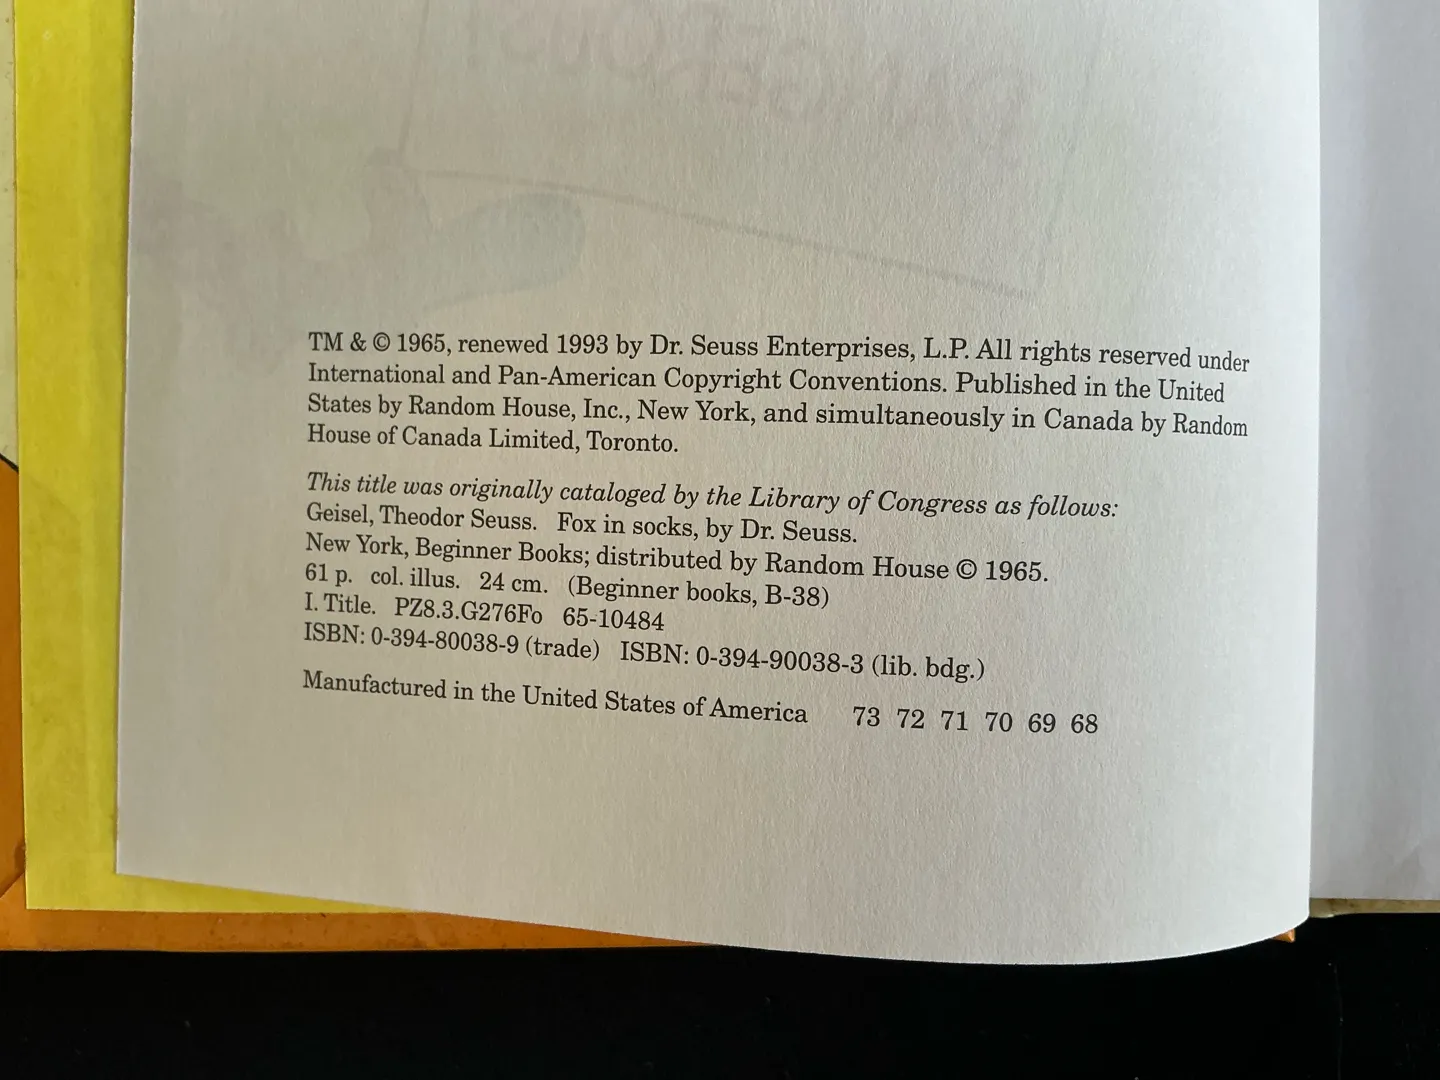 TM & © 1965, renewed 1993 by Dr. Seuss Enterprises, L.P. All rights reserved under
International and Pan-American Copyright Conventions. Published in the United
States by Random House, Inc., New York, and simultaneously in Canada by Random
House of Canada Limited, Toronto.
This title was originally cataloged by the Library of Congress as follows:
Geisel, Theodor Seuss. Fox in socks, by Dr. Seuss.
New York, Beginner Books; distributed by Random House © 1965.
61 p. col. illus. 24 cm. (Beginner books, B-38)
I. Title. PZ8.3.G276Fo 65-10484
ISBN: 0-394-80038-9 (trade) ISBN: 0-394-90038-3 (lib. bdg.)
Manufactured in the United States of America 73 72 71 70 69 68